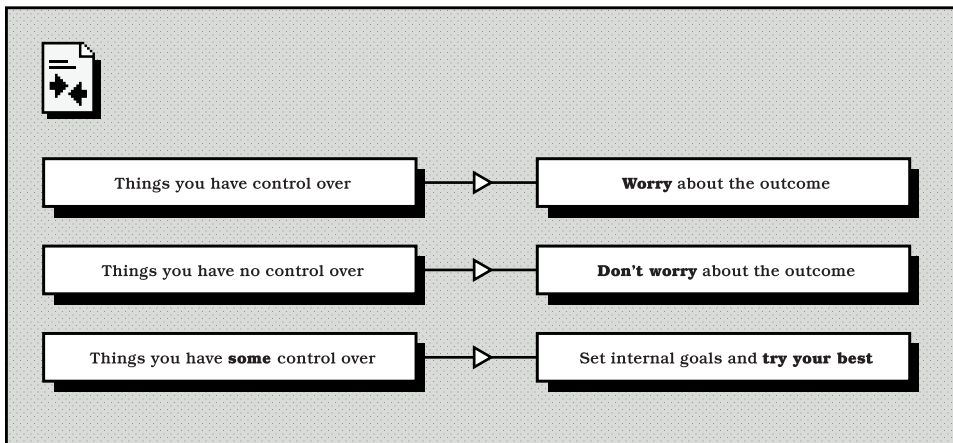 Things you have control over
Worry about the outcome
Things you have no control over
Don't worry about the outcome
Things you have some control over
Set internal goals and try your best